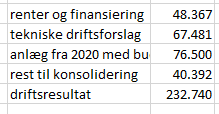 renter og finansiering 48.367
tekniske driftsforslag 67.481
anlæg fra 2020 med bu 76.500
rest til konsolidering 40.392
driftsresultat 232.740